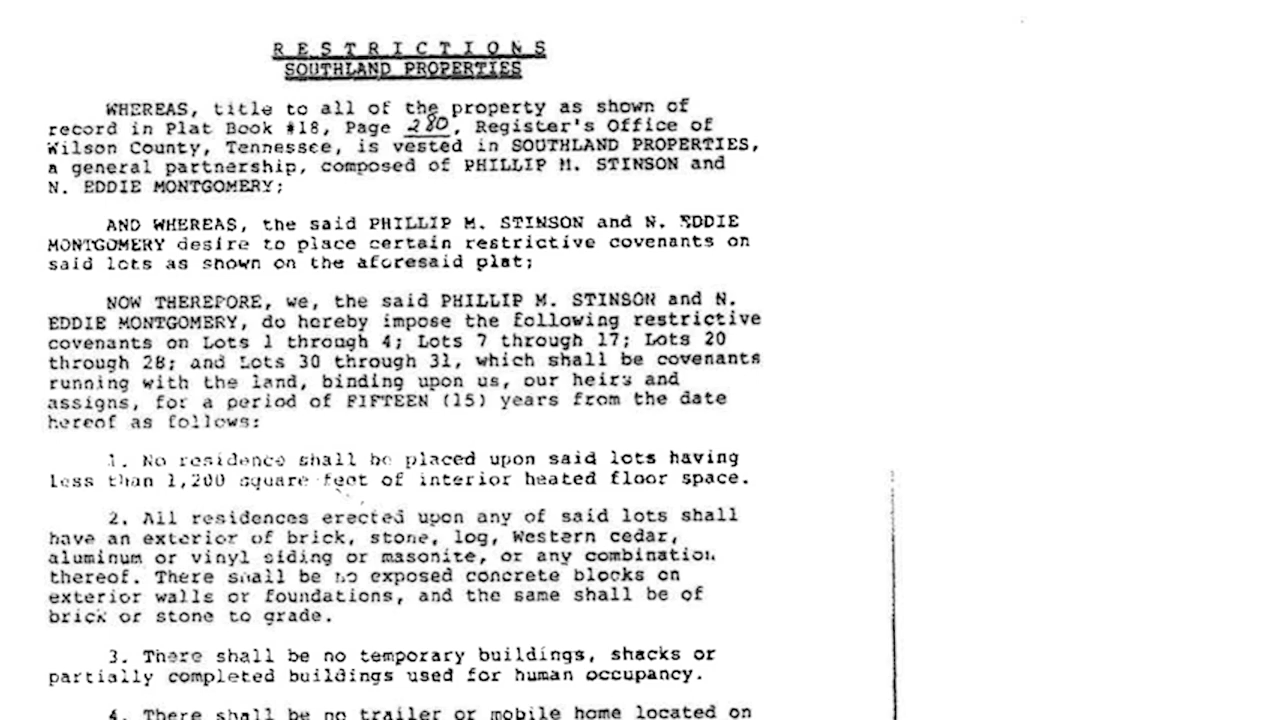 R E S T R I C T I O N S
SOUTHLAND PROPERTIES
WHEREAS, title to all of the property as shown of
record in Plat Book #18, Page 280, Register's Office of
Wilson County, Tennessee, is vested in SOUTHLAND PROPERTIES,
a general partnership, composed of PHILLIP M. STINSON and
N. EDDIE MONTGOMERY;
AND WHEREAS, the said PHILLIP M. STINSON and N. EDDIE
MONTGOMERY desire to place certain restrictive covenants on
said lots as shown on the aforesaid plat;
NOW THEREFORE, we, the said PHILLIP M. STINSON and N.
EDDIE MONTGOMERY, do hereby impose the following restrictive
covenants on Lots 1 through 4; Lots 7 through 17; Lots 20
through 28; and Lots 30 through 31, which shall be covenants
running with the land, binding upon us, our heirs and
assigns, for a period of FIFTEEN (15) years from the date
hereof as follows:
1. No residence shall be placed upon said lots having
less than 1,200 square feet of interior heated floor space.
2. All residences erected upon any of said lots shall
have an exterior of brick, stone, log, Western cedar,
aluminum or vinyl siding or masonite, or any combination
thereof. There shall be no exposed concrete blocks on
exterior walls or foundations, and the same shall be of
brick or stone to grade.
3. There shall be no temporary buildings, shacks or
partially completed buildings used for human occupancy.
4. There shall be no trailer or mobile home located on